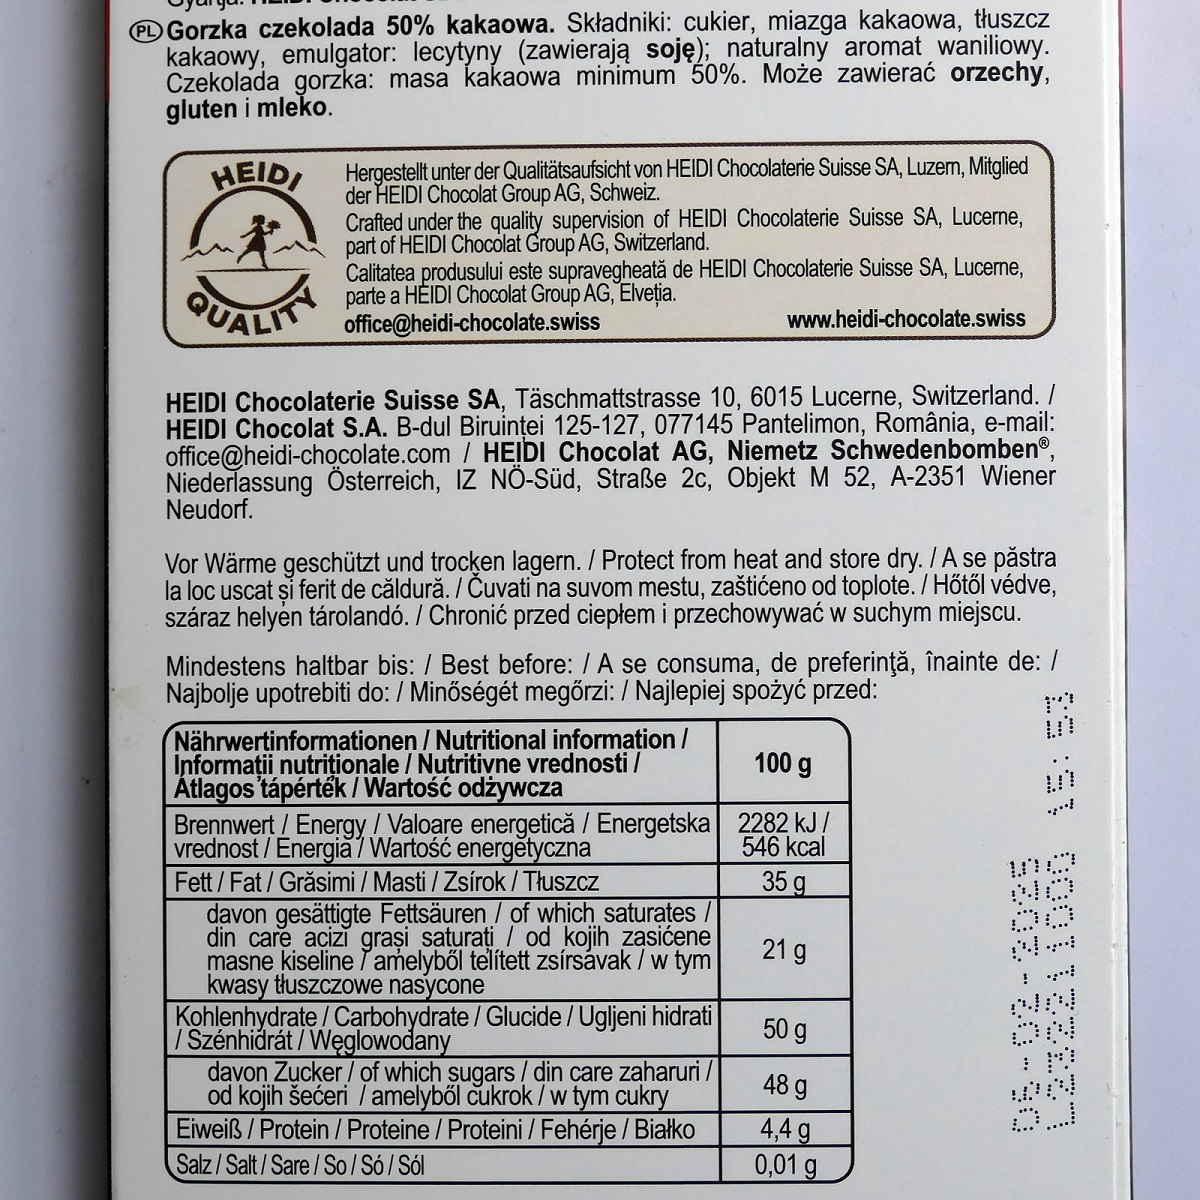 PL Gorzka czekolada 50% kakaowa. Składniki: cukier, miazga kakaowa, tłuszcz
kakaowy, emulgator: lecytyny (zawierają soję); naturalny aromat waniliowy.
Czekolada gorzka: masa kakaowa minimum 50%. Może zawierać orzechy,
gluten i mleko.
HEIDI
QUALITY
Hergestellt unter der Qualitätsaufsicht von HEIDI Chocolaterie Suisse SA, Luzern, Mitglied
der HEIDI Chocolat Group AG, Schweiz.
Crafted under the quality supervision of HEIDI Chocolaterie Suisse SA, Lucerne,
part of HEIDI Chocolat Group AG, Switzerland.
Calitatea produsului este supravegheată de HEIDI Chocolaterie Suisse SA, Lucerne,
parte a HEIDI Chocolat Group AG, Elveția.
office@heidi-chocolate.swiss www.heidi-chocolate.swiss
HEIDI Chocolaterie Suisse SA, Täschmattstrasse 10, 6015 Lucerne, Switzerland. /
HEIDI Chocolat S.A. B-dul Biruinței 125-127, 077145 Pantelimon, România, e-mail:
office@heidi-chocolate.com / HEIDI Chocolat AG, Niemetz Schwedenbomben®,
Niederlassung Österreich, IZ NÖ-Süd, Straße 2c, Objekt M 52, A-2351 Wiener
Neudorf.
Vor Wärme geschützt und trocken lagern. / Protect from heat and store dry. / A se păstra
la loc uscat și ferit de căldură. / Čuvati na suvom mestu, zaštićeno od toplote. / Hőtől védve,
száraz helyen tárolandó. / Chronić przed ciepłem i przechowywać w suchym miejscu.
Mindestens haltbar bis: / Best before: / A se consuma, de preferinţă, înainte de: /
Najbolje upotrebiti do: / Minőségét megőrzi: / Najlepiej spożyć przed:
Nährwertinformationen / Nutritional information /
Informații nutriționale / Nutritivne vrednosti /
Átlagos tápérték / Wartość odżywcza
100 g
Brennwert / Energy / Valoare energetică / Energetska
vrednost / Energia / Wartość energetyczna
2282 kJ /
546 kcal
Fett / Fat / Grăsimi / Masti / Zsírok / Tłuszcz 35 g
davon gesättigte Fettsäuren / of which saturates /
din care acizi grași saturați / od kojih zasićene
masne kiseline / amelyből telített zsírsavak / w tym
kwasy tłuszczowe nasycone
21 g
Kohlenhydrate / Carbohydrate / Glucide / Ugljeni hidrati
/ Szénhidrát / Węglowodany
50 g
davon Zucker / of which sugars / din care zaharuri /
od kojih šećeri / amelyből cukrok / w tym cukry
48 g
Eiweiß / Protein / Proteine / Proteini / Fehérje / Białko 4,4 g
Salz / Salt / Sare / So / Só / Sól 0,01 g
06-02-2025
L23221000 15:53